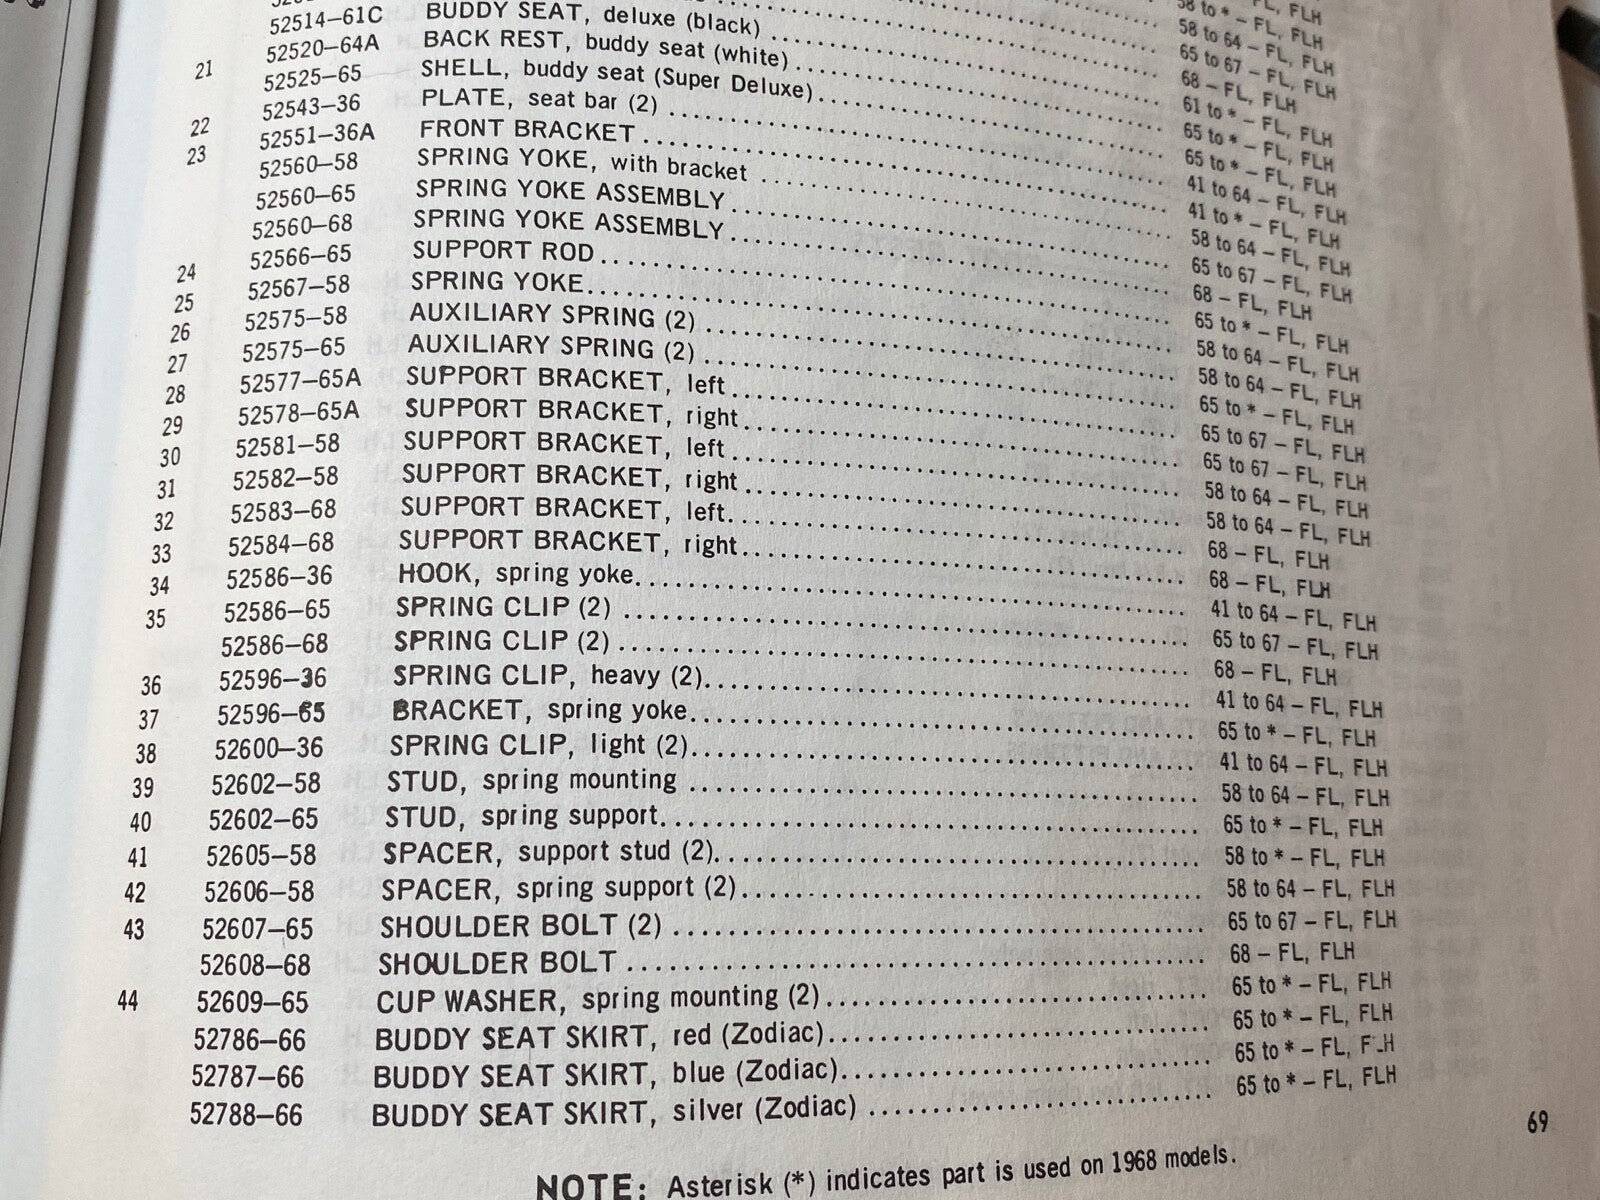 FL, FLH
58 to * – FL, FLH
58 to 64 – FL, FLH
65 to 67 – FL, FLH
68 – FL, FLH
52514–61C BUDDY SEAT, deluxe (black) 61 to * – FL, FLH
21 52520–64A BACK REST, buddy seat (white) 65 to * – FL, FLH
52525–65 SHELL, buddy seat (Super Deluxe) 65 to * – FL, FLH
22 52543–36 PLATE, seat bar (2) 41 to 64 – FL, FLH
23 52551–36A FRONT BRACKET 41 to * – FL, FLH
52560–58 SPRING YOKE, with bracket 58 to 64 – FL, FLH
52560–65 SPRING YOKE ASSEMBLY 65 to 67 – FL, FLH
52560–68 SPRING YOKE ASSEMBLY 68 – FL, FLH
24 52566–65 SUPPORT ROD 65 to * – FL, FLH
25 52567–58 SPRING YOKE 58 to 64 – FL, FLH
26 52575–58 AUXILIARY SPRING (2) 58 to 64 – FL, FLH
27 52575–65 AUXILIARY SPRING (2) 65 to * – FL, FLH
28 52577–65A SUPPORT BRACKET, left 65 to 67 – FL, FLH
29 52578–65A SUPPORT BRACKET, right 65 to 67 – FL, FLH
30 52581–58 SUPPORT BRACKET, left 58 to 64 – FL, FLH
31 52582–58 SUPPORT BRACKET, right 58 to 64 – FL, FLH
32 52583–68 SUPPORT BRACKET, left 68 – FL, FLH
33 52584–68 SUPPORT BRACKET, right 68 – FL, FLH
34 52586–36 HOOK, spring yoke 41 to 64 – FL, FLH
35 52586–65 SPRING CLIP (2) 65 to 67 – FL, FLH
52586–68 SPRING CLIP (2) 68 – FL, FLH
36 52596–36 SPRING CLIP, heavy (2) 41 to 64 – FL, FLH
37 52596–65 BRACKET, spring yoke 65 to * – FL, FLH
38 52600–36 SPRING CLIP, light (2) 41 to 64 – FL, FLH
39 52602–58 STUD, spring mounting 58 to 64 – FL, FLH
40 52602–65 STUD, spring support 65 to * – FL, FLH
41 52605–58 SPACER, support stud (2) 58 to * – FL, FLH
42 52606–58 SPACER, spring support (2) 58 to 64 – FL, FLH
43 52607–65 SHOULDER BOLT (2) 65 to 67 – FL, FLH
52608–68 SHOULDER BOLT 68 – FL, FLH
44 52609–65 CUP WASHER, spring mounting (2) 65 to * – FL, FLH
52786–66 BUDDY SEAT SKIRT, red (Zodiac) 65 to * – FL, FLH
52787–66 BUDDY SEAT SKIRT, blue (Zodiac) 65 to * – FL, FLH
52788–66 BUDDY SEAT SKIRT, silver (Zodiac) 65 to * – FL, FLH
69
NOTE: Asterisk (*) indicates part is used on 1968 models.